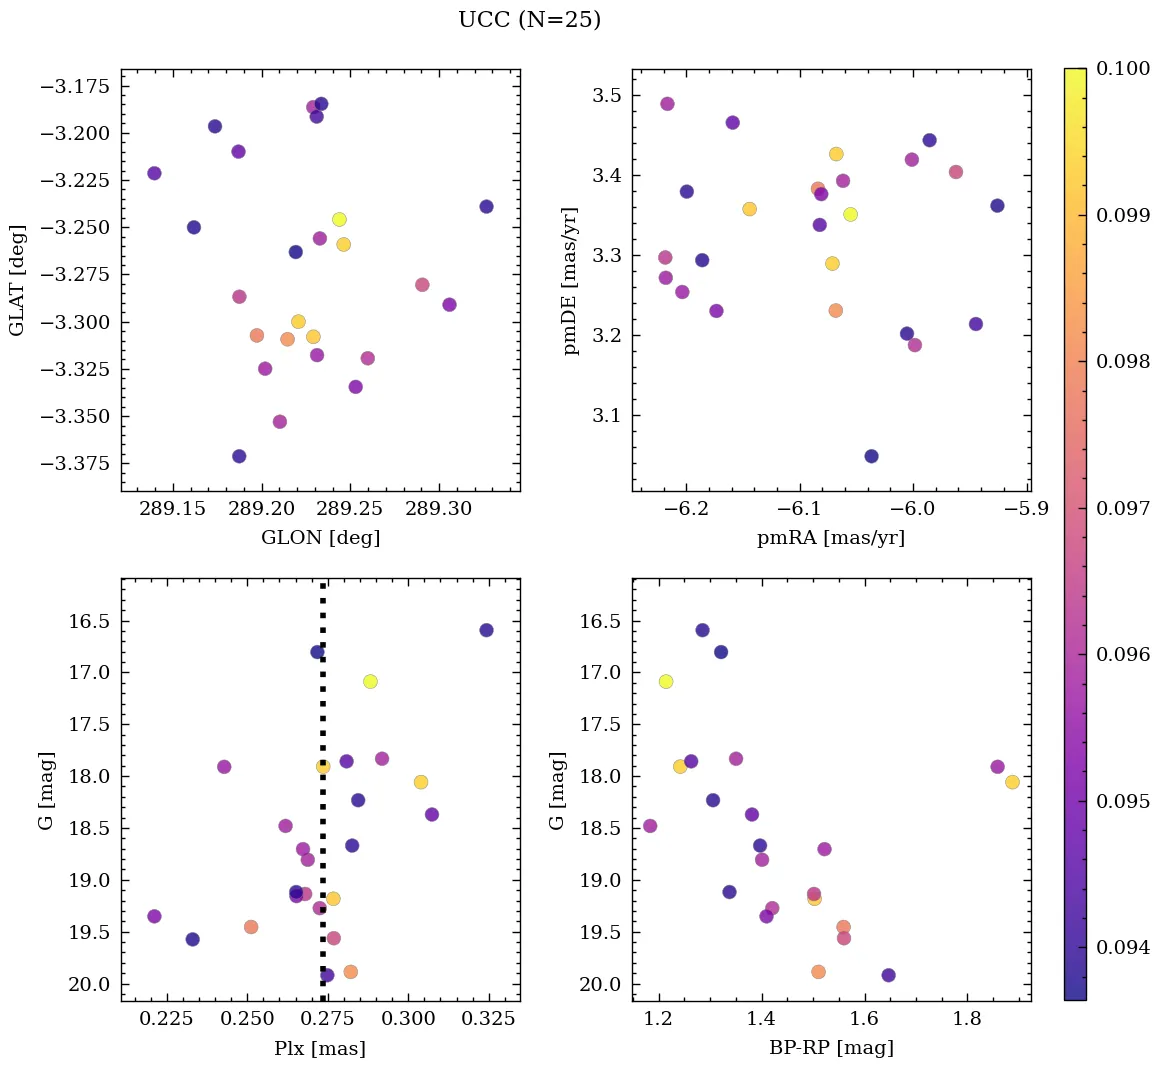 UCC (N=25)
−3.175
−3.200
−3.225
−3.250
−3.275
−3.300
−3.325
−3.350
−3.375
GLAT [deg]
289.15 289.20 289.25 289.30
GLON [deg]
3.5
3.4
3.3
3.2
3.1
pmDE [mas/yr]
−6.2 −6.1 −6.0 −5.9
pmRA [mas/yr]
16.5
17.0
17.5
18.0
18.5
19.0
19.5
20.0
G [mag]
0.225 0.250 0.275 0.300 0.325
Plx [mas]
16.5
17.0
17.5
18.0
18.5
19.0
19.5
20.0
G [mag]
1.2 1.4 1.6 1.8
BP-RP [mag]
0.100
0.099
0.098
0.097
0.096
0.095
0.094